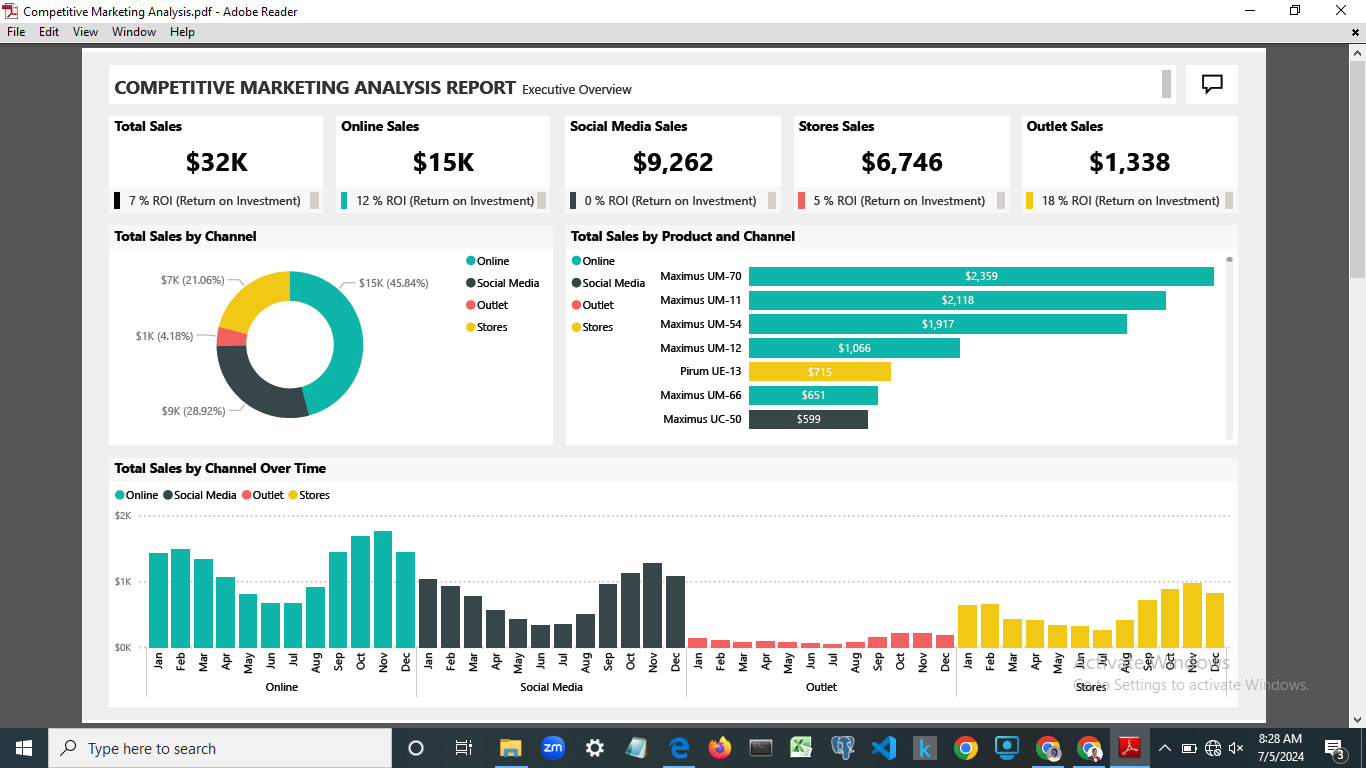 Competitive Marketing Analysis.pdf - Adobe Reader
File Edit View Window Help
COMPETITIVE MARKETING ANALYSIS REPORT Executive Overview
Total Sales
$32K
7 % ROI (Return on Investment)
Online Sales
$15K
12 % ROI (Return on Investment)
Social Media Sales
$9,262
0 % ROI (Return on Investment)
Stores Sales
$6,746
5 % ROI (Return on Investment)
Outlet Sales
$1,338
18 % ROI (Return on Investment)
Total Sales by Channel
$7K (21.06%)
$15K (45.84%)
$1K (4.18%)
$9K (28.92%)
Online
Social Media
Outlet
Stores
Total Sales by Product and Channel
Online
Social Media
Outlet
Stores
Maximus UM-70 $2,359
Maximus UM-11 $2,118
Maximus UM-54 $1,917
Maximus UM-12 $1,066
Pirum UE-13 $715
Maximus UM-66 $651
Maximus UC-50 $599
Total Sales by Channel Over Time
Online Social Media Outlet Stores
$2K
$1K
$0K
Jan Feb Mar Apr May Jun Jul Aug Sep Oct Nov Dec Jan Feb Mar Apr May Jun Jul Aug Sep Oct Nov Dec Jan Feb Mar Apr May Jun Jul Aug Sep Oct Nov Dec Jan Feb Mar Apr May Jun Jul Aug Sep Oct Nov Dec
Online Social Media Outlet Stores
Activate Windows
Go to Settings to activate Windows.
Type here to search
zm
k
8:28 AM
7/5/2024
3